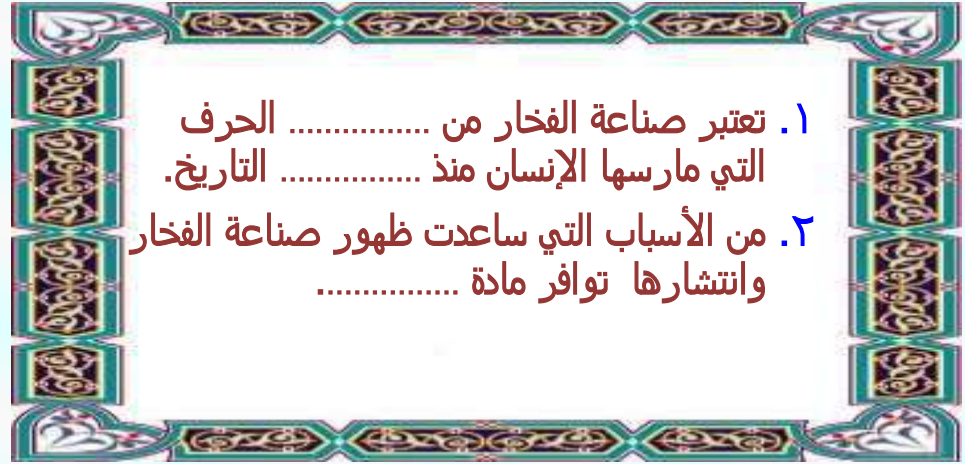 ١. تعتبر صناعة الفخار من ................ الحرف
التي مارسها الإنسان منذ ................ التاريخ.
٢. من الأسباب التي ساعدت ظهور صناعة الفخار
وانتشارها توافر مادة ................